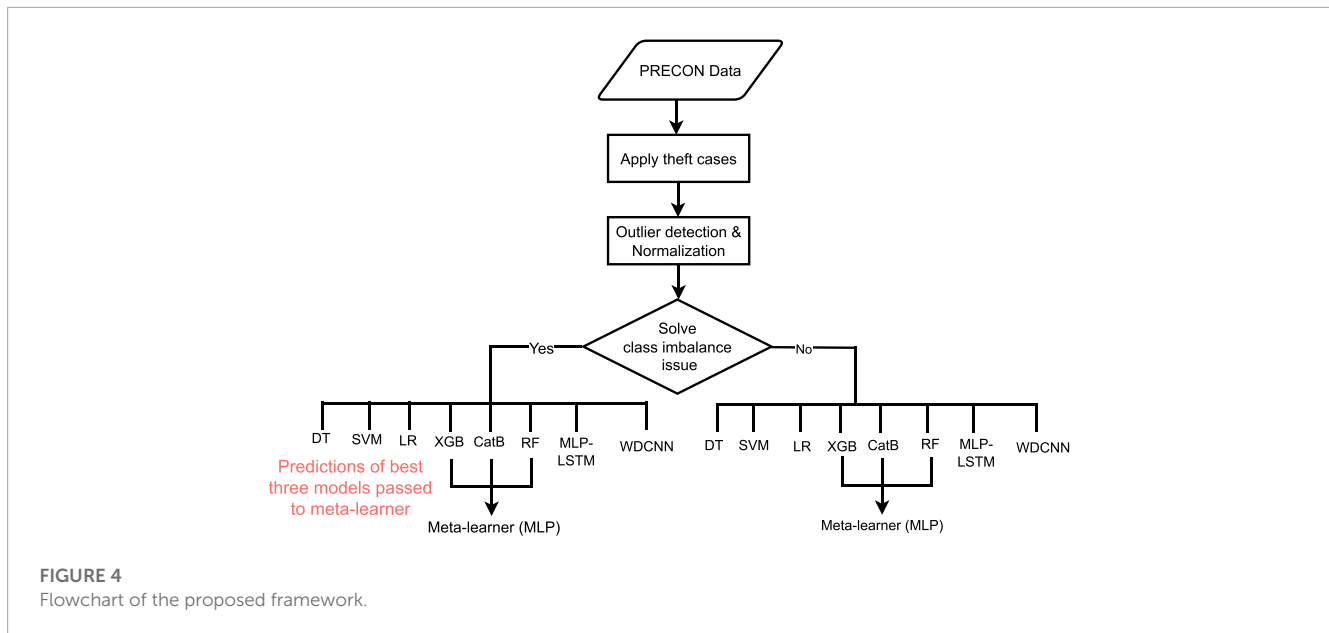 PRECON Data
Apply theft cases
Outlier detection &
Normalization
Solve
class imbalance
issue
Yes
No
DT
SVM
LR
XGB
CatB
RF
MLP-
LSTM
WDCNN
Predictions of best
three models passed
to meta-learner
Meta-learner (MLP)
DT
SVM
LR
XGB
CatB
RF
MLP-
LSTM
WDCNN
Meta-learner (MLP)
FIGURE 4
Flowchart of the proposed framework.